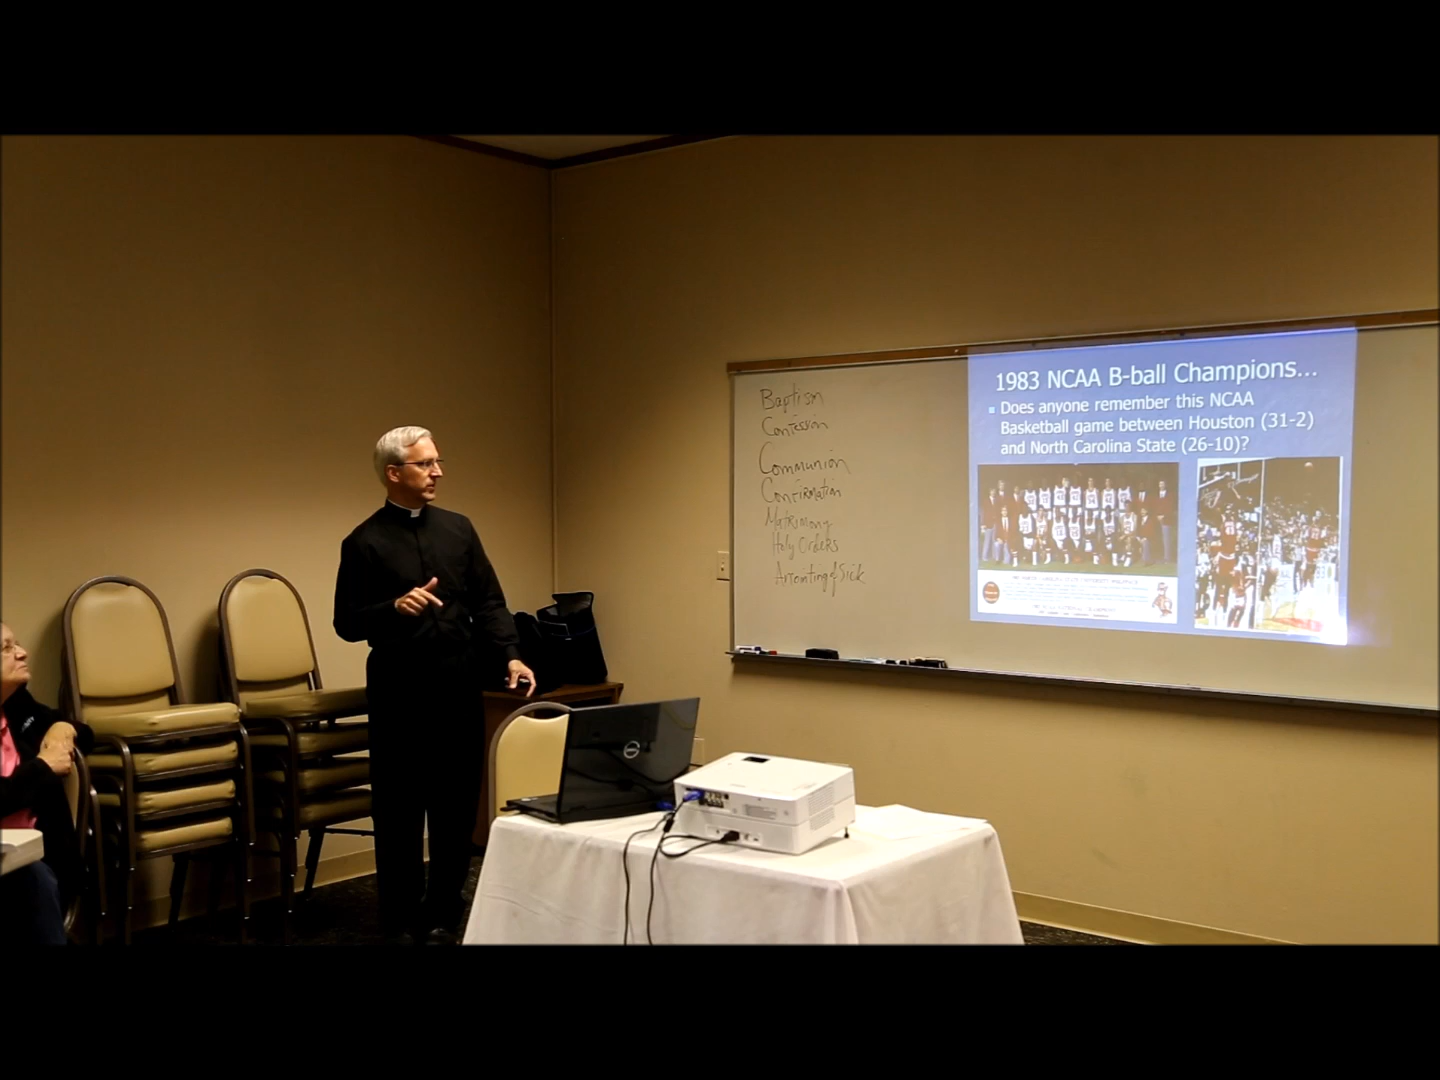 Baptism
Confession
Communion
Confirmation
Matrimony
Holy Orders
Anointing of Sick
1983 NCAA B-ball Champions...
Does anyone remember this NCAA
Basketball game between Houston (31-2)
and North Carolina State (26-10)?
DELL